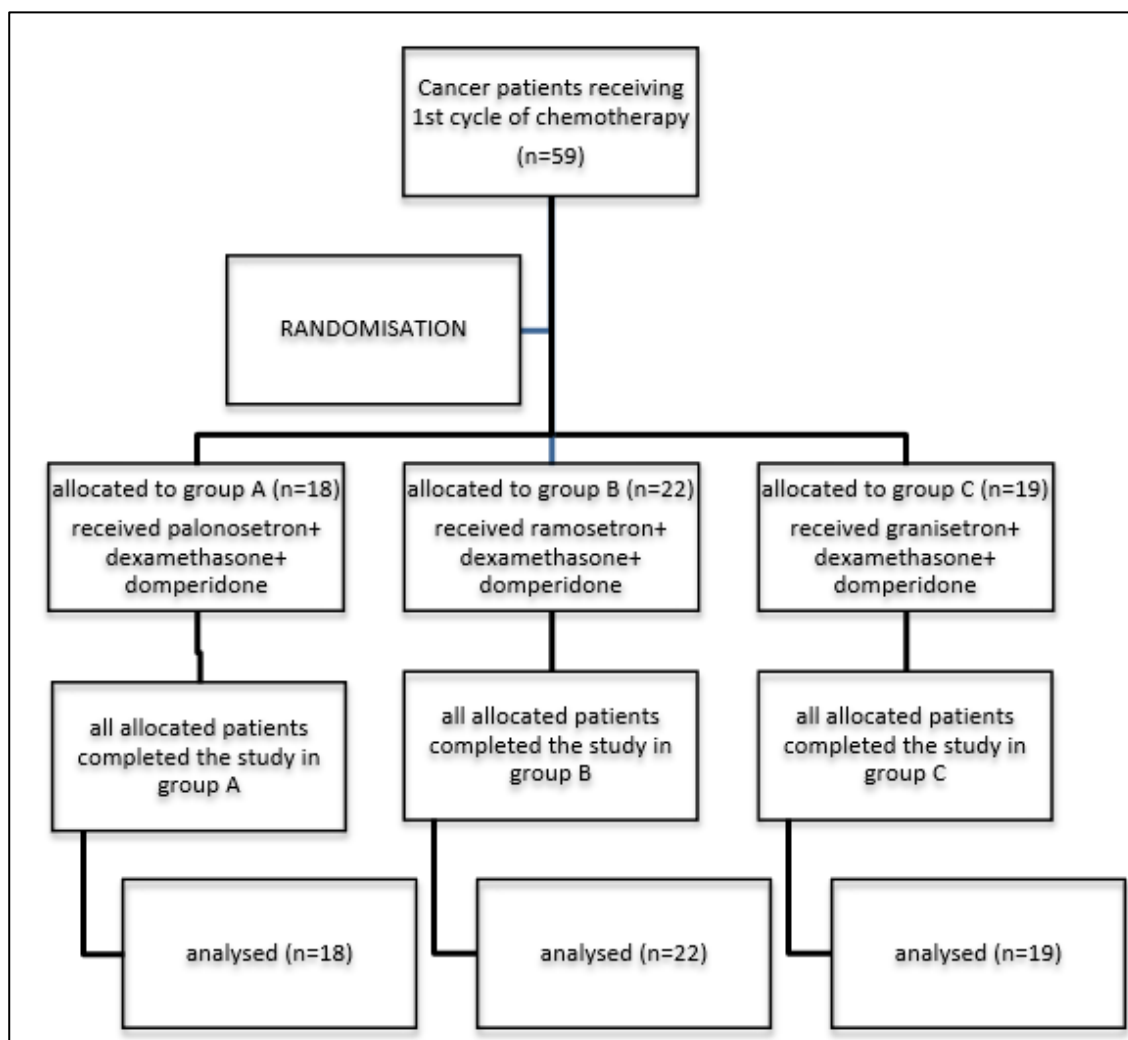 Cancer patients receiving
1st cycle of chemotherapy
(n=59)
RANDOMISATION
allocated to group A (n=18)
received palonosetron+
dexamethasone+
domperidone
allocated to group B (n=22)
received ramosetron+
dexamethasone+
domperidone
allocated to group C (n=19)
received granisetron+
dexamethasone+
domperidone
all allocated patients
completed the study in
group A
all allocated patients
completed the study in
group B
all allocated patients
completed the study in
group C
analysed (n=18)
analysed (n=22)
analysed (n=19)